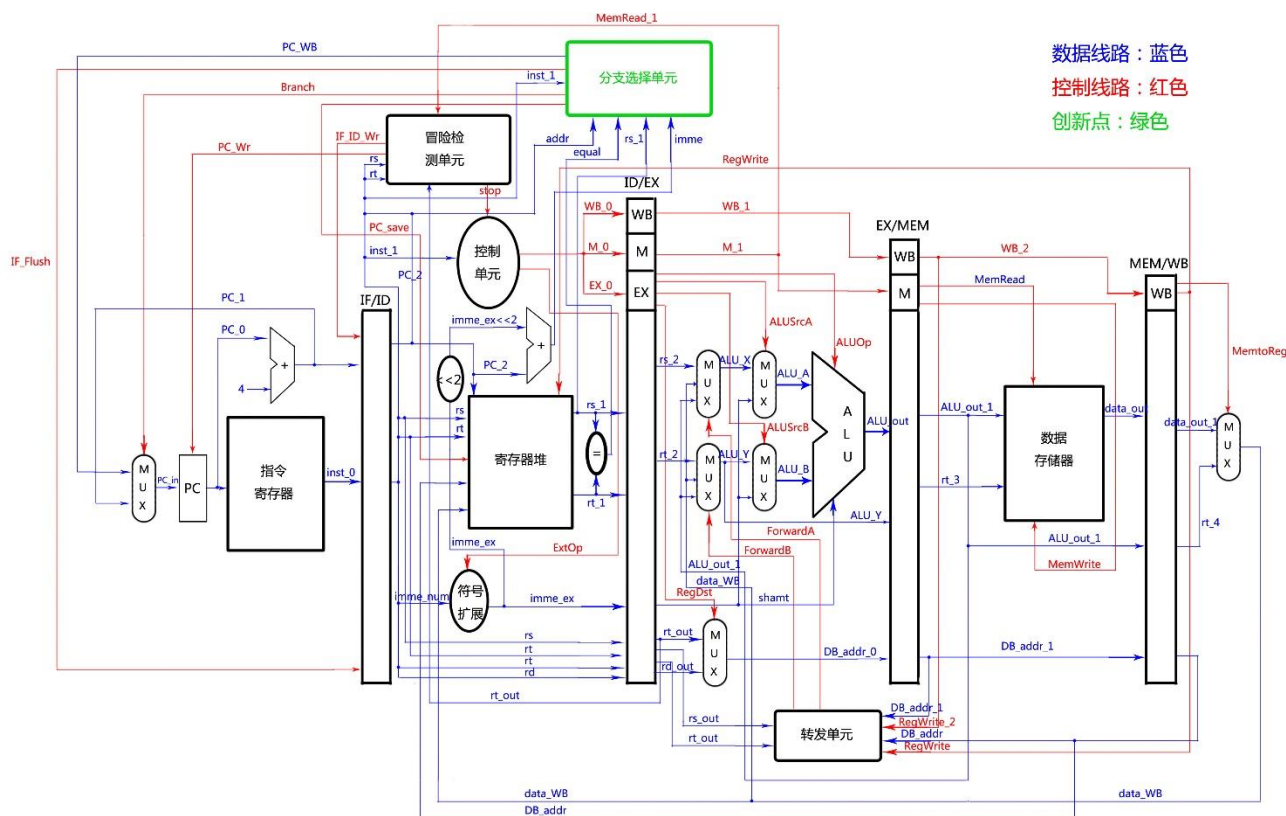 MemRead_1
PC_WB
数据线路：蓝色
控制线路：红色
创新点：绿色
分支选择单元
inst_1
Branch
IF_ID_Wr
冒险检
测单元
addr
rs_1
imme
equal
PC_Wr
rs
rt
RegWrite
stop
ID/EX
WB_0
WB
WB_1
EX/MEM
PC_save
inst_1
控制
单元
M_0
M
M_1
WB
WB_2
MEM/WB
IF_Flush
PC_2
EX_0
EX
M
MemRead
WB
PC_1
IF/ID
imme_ex<<2
ALUSrcA
ALUOp
MemtoReg
PC_0
+
+
PC_2
<<2
rs_2
M
U
X
ALU_X
M
U
X
ALU_A
4
rs
rt
rs_1
A
L
U
ALU_out
ALU_out_1
data_out
data_out_1
M
U
X
ALUSrcB
M
U
X
PC_in
PC
指令
寄存器
inst_0
寄存器堆
=
rt_1
rt_2
M
U
X
ALU_Y
M
U
X
ALU_B
数据
存储器
rt_3
rt_4
ALU_Y
imme_ex
ExtOp
ForwardA
ForwardB
ALU_out_1
ALU_out_1
MemWrite
data_WB
imme_num
符号
扩展
imme_ex
RegDst
shamt
rs
rt
rt
rd
rt_out
rd_out
M
U
X
DB_addr_0
DB_addr_1
rt_out
rs_out
rt_out
转发单元
DB_addr_1
RegWrite_2
DB_addr
RegWrite
data_WB
data_WB
DB_addr